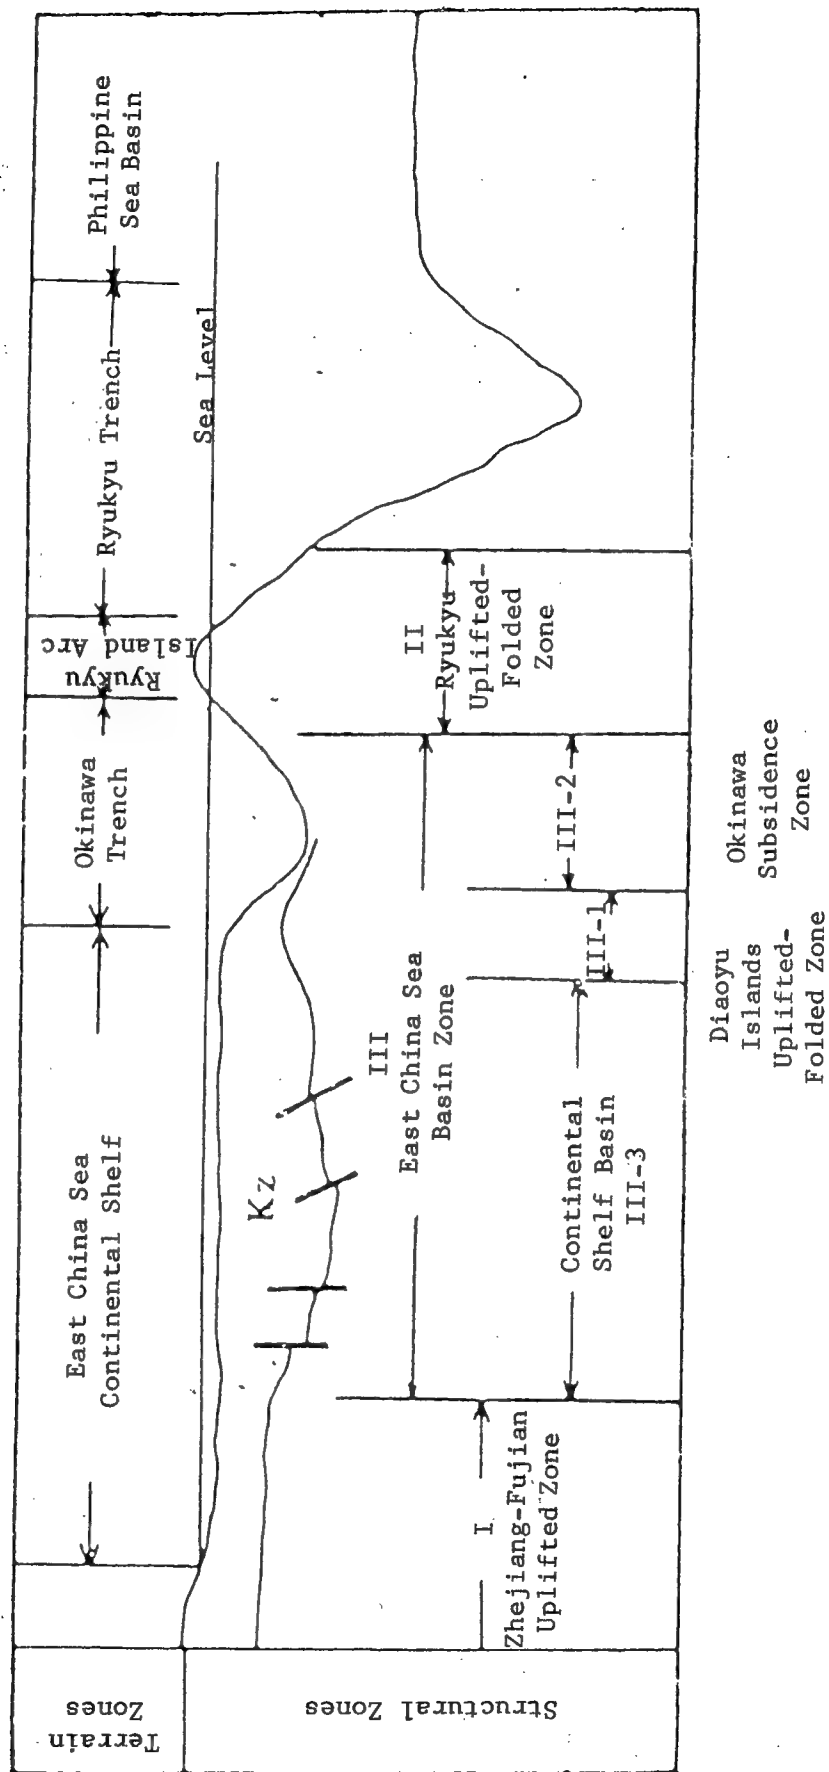 Terrain
Zones
East China Sea
Continental Shelf
Okinawa
Trench
Ryukyu
Island Arc
Ryukyu Trench
Philippine
Sea Basin
Sea Level
Structural Zones
Kz
I
Zhejiang-Fujian
Uplifted Zone
III
East China Sea
Basin Zone
II
Ryukyu
Uplifted-
Folded
Zone
Continental
Shelf Basin
III-3
III-1
III-2
Diaoyu
Islands
Uplifted-
Folded Zone
Okinawa
Subsidence
Zone